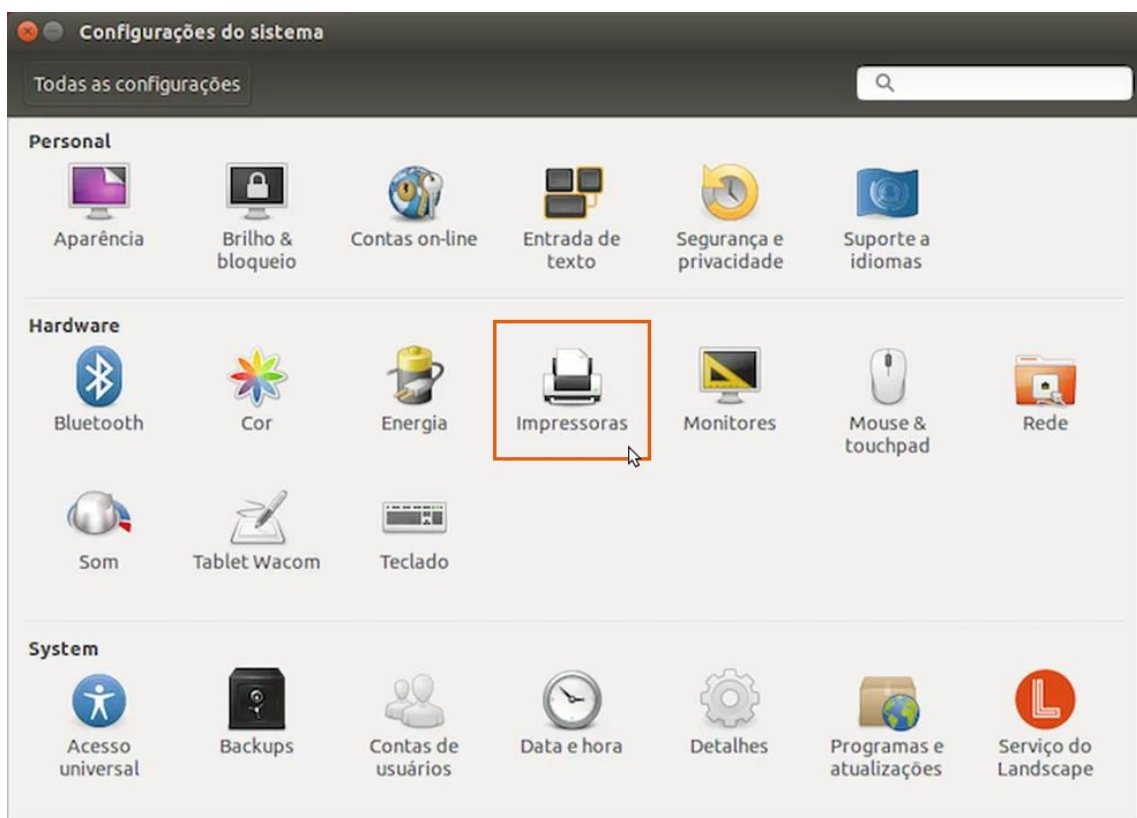 Configurações do sistema
Todas as configurações
Personal
Aparência
Brilho &
bloqueio
Contas on-line
Entrada de
texto
Segurança e
privacidade
Suporte a
idiomas
Hardware
Bluetooth
Cor
Energia
Impressoras
Monitores
Mouse &
touchpad
Rede
Som
Tablet Wacom
Teclado
System
Acesso
universal
Backups
Contas de
usuários
Data e hora
Detalhes
Programas e
atualizações
Serviço do
Landscape